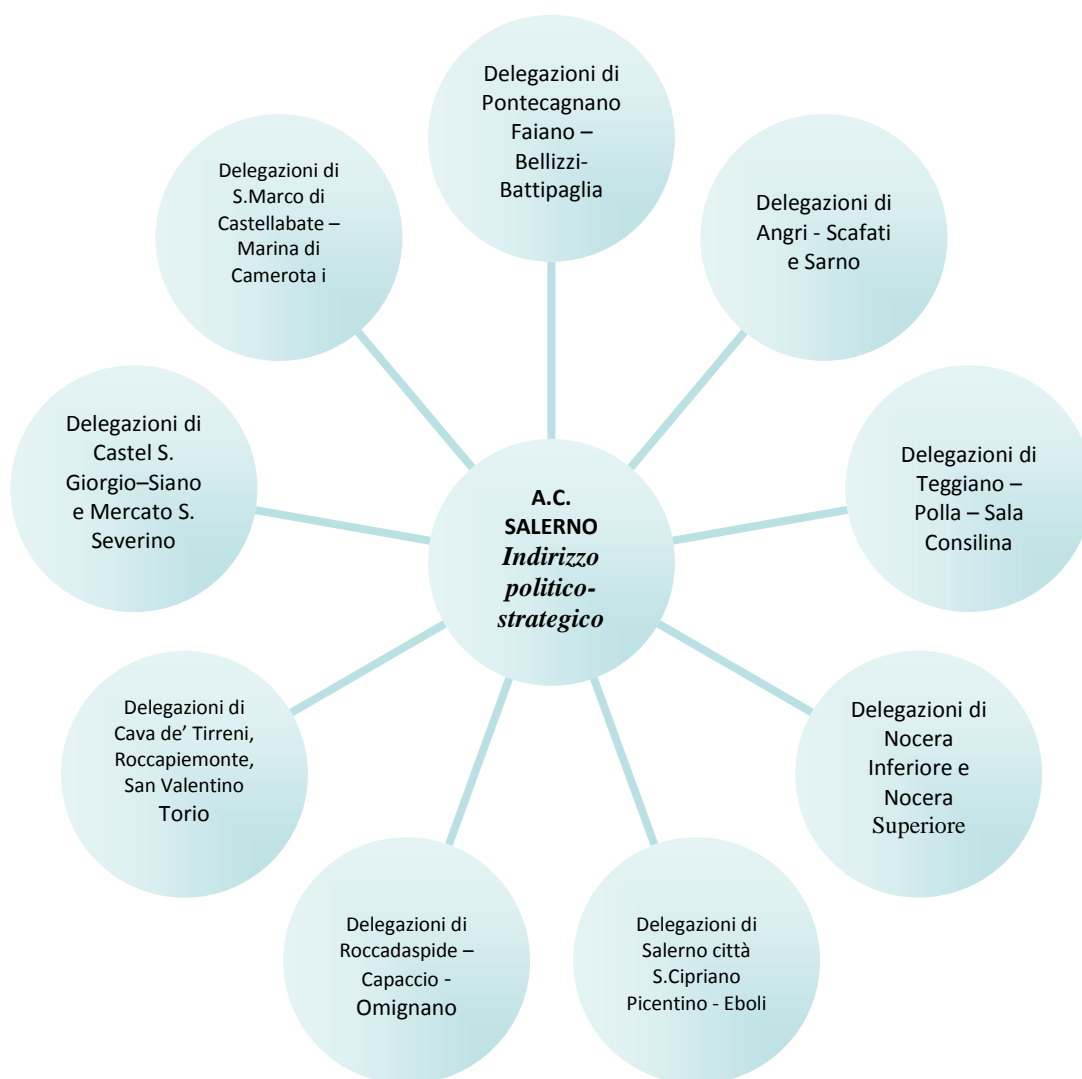 Delegazioni di
Pontecagnano
Faiano –
Bellizzi-
Battipaglia
Delegazioni di
Angri - Scafati
e Sarno
Delegazioni di
Teggiano –
Polla – Sala
Consilina
Delegazioni di
Nocera
Inferiore e
Nocera
Superiore
Delegazioni di
Salerno città
S.Cipriano
Picentino - Eboli
Delegazioni di
Roccadaspide –
Capaccio -
Omignano
Delegazioni di
Cava de’ Tirreni,
Roccapiemonte,
San Valentino
Torio
Delegazioni di
Castel S.
Giorgio–Siano
e Mercato S.
Severino
Delegazioni di
S.Marco di
Castellabate –
Marina di
Camerota i
A.C.
SALERNO
Indirizzo
politico-
strategico